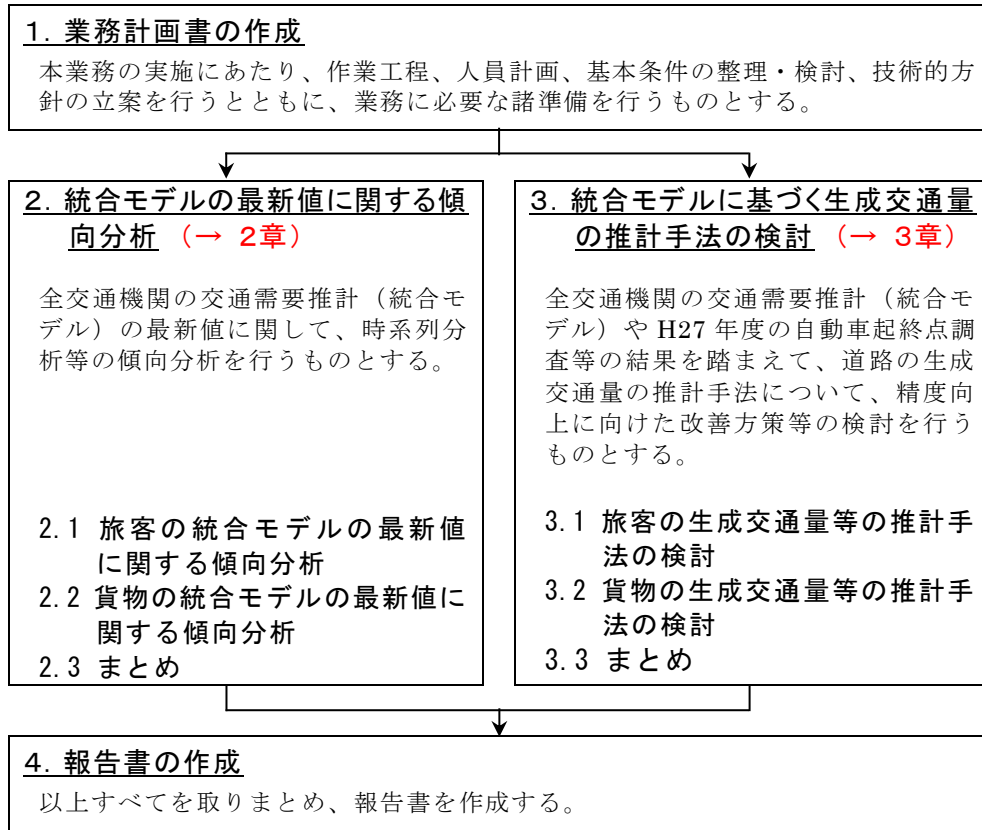 1. 業務計画書の作成
本業務の実施にあたり、作業工程、人員計画、基本条件の整理・検討、技術的方
針の立案を行うとともに、業務に必要な諸準備を行うものとする。
2. 統合モデルの最新値に関する傾
向分析 (→ 2章)
全交通機関の交通需要推計（統合モ
デル）の最新値に関して、時系列分
析等の傾向分析を行うものとする。
2.1 旅客の統合モデルの最新値
に関する傾向分析
2.2 貨物の統合モデルの最新値に
関する傾向分析
2.3 まとめ
3. 統合モデルに基づく生成交通量
の推計手法の検討 (→ 3章)
全交通機関の交通需要推計（統合モ
デル）や H27 年度の自動車起終点調
査等の結果を踏まえて、道路の生成
交通量の推計手法について、精度向
上に向けた改善方策等の検討を行う
ものとする。
3.1 旅客の生成交通量等の推計手
法の検討
3.2 貨物の生成交通量等の推計手
法の検討
3.3 まとめ
4. 報告書の作成
以上すべてを取りまとめ、報告書を作成する。